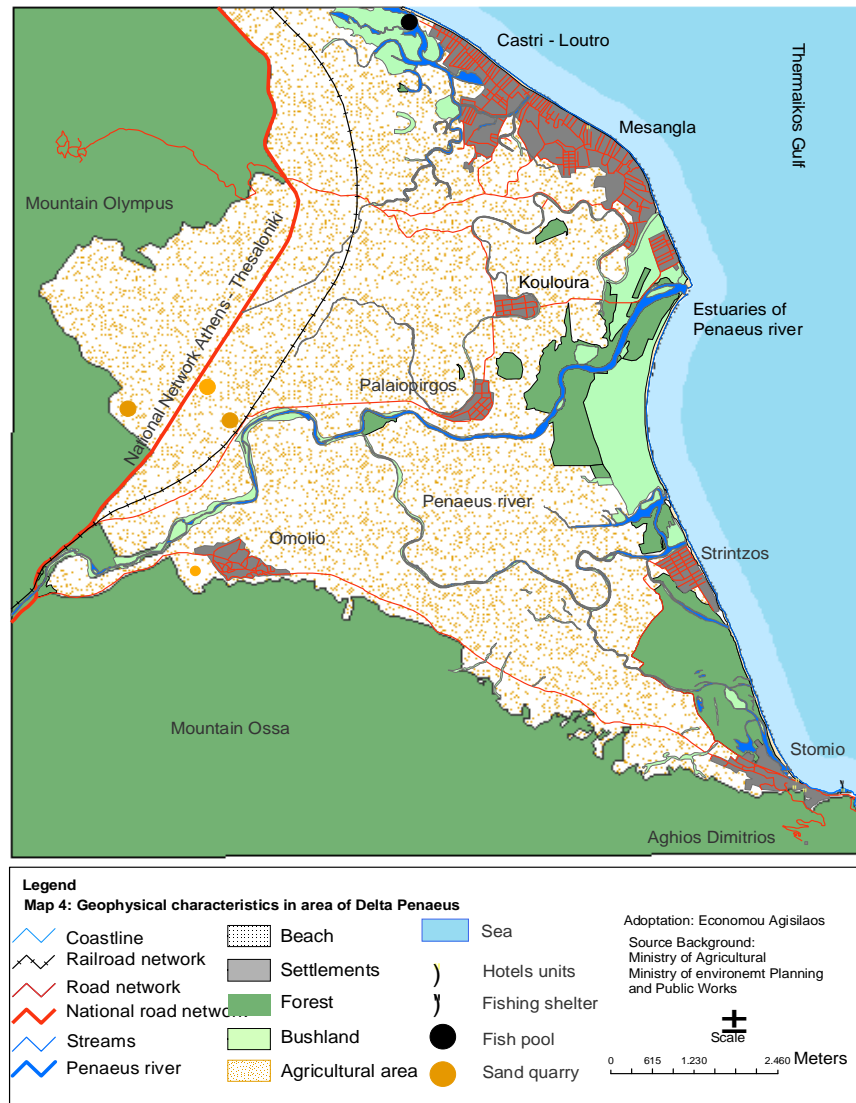 Castri - Loutro
Thermaikos Gulf
Mesangla
Mountain Olympus
National Network Athens - Thesaloniki
Kouloura
Estuaries of
Penaeus river
Palaiopirgos
Penaeus river
Omolio
Strintzos
Mountain Ossa
Stomio
Aghios Dimitrios
Legend
Map 4: Geophysical characteristics in area of Delta Penaeus
Coastline
Railroad network
Road network
National road network
Streams
Penaeus river
Beach
Settlements
Forest
Bushland
Agricultural area
Sea
Hotels units
Fishing shelter
Fish pool
Sand quarry
Adoptation: Economou Agisilaos
Source Background:
Ministry of Agricultural
Ministry of environemt Planning
and Public Works
Scale
0 615 1.230 2.460 Meters